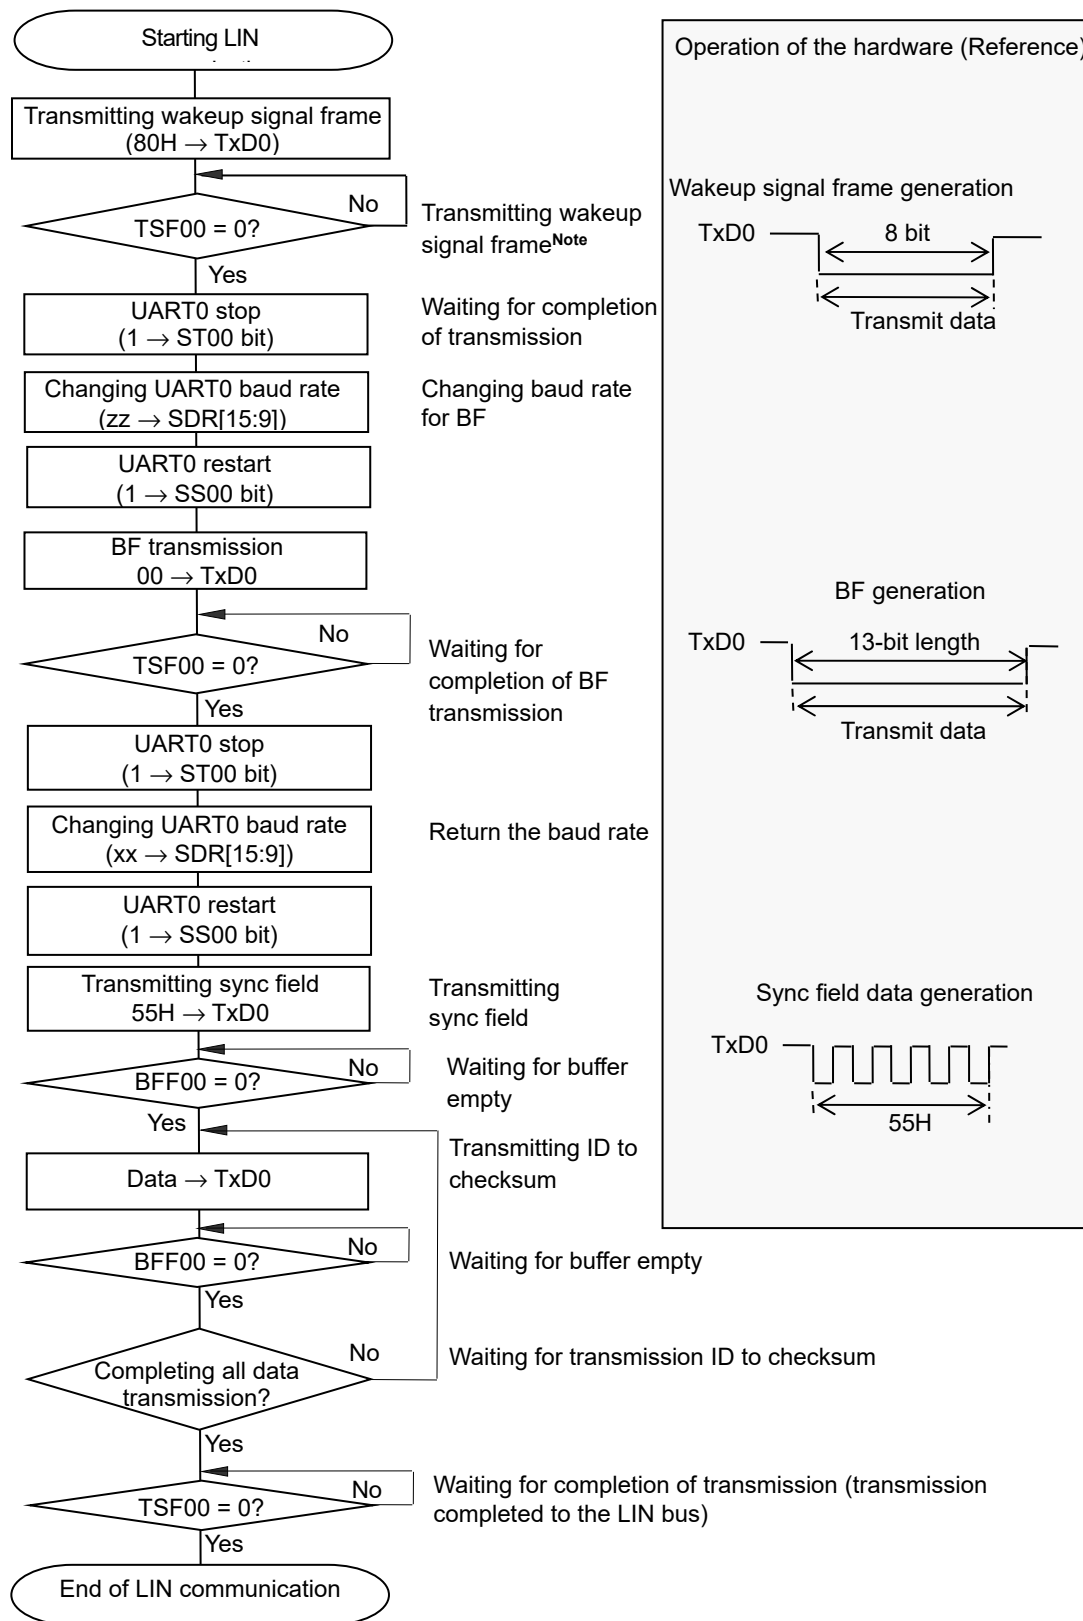 Starting LIN
Transmitting wakeup signal frame
(80H → TxD0)
TSF00 = 0?
No
Yes
Transmitting wakeup
signal frameNote
UART0 stop
(1 → ST00 bit)
Waiting for completion
of transmission
Changing UART0 baud rate
(zz → SDR[15:9])
Changing baud rate
for BF
UART0 restart
(1 → SS00 bit)
BF transmission
00 → TxD0
No
TSF00 = 0?
Yes
Waiting for
completion of BF
transmission
UART0 stop
(1 → ST00 bit)
Changing UART0 baud rate
(xx → SDR[15:9])
Return the baud rate
UART0 restart
(1 → SS00 bit)
Transmitting sync field
55H → TxD0
Transmitting
sync field
BFF00 = 0?
No
Yes
Waiting for buffer
empty
Data → TxD0
Transmitting ID to
checksum
BFF00 = 0?
No
Yes
Waiting for buffer empty
Completing all data
transmission?
No
Yes
Waiting for transmission ID to checksum
TSF00 = 0?
No
Yes
Waiting for completion of transmission (transmission
completed to the LIN bus)
End of LIN communication
Operation of the hardware (Reference)
Wakeup signal frame generation
TxD0
8 bit
Transmit data
BF generation
TxD0
13-bit length
Transmit data
Sync field data generation
TxD0
55H